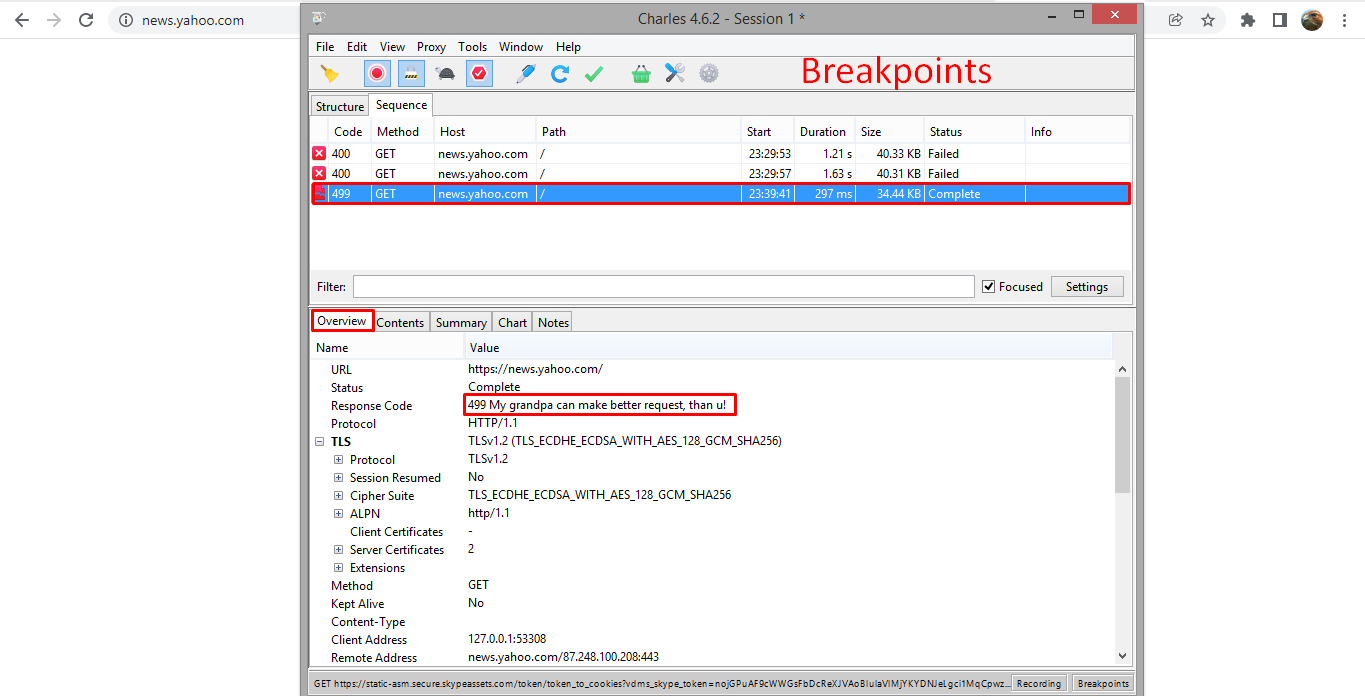 news.yahoo.com
Charles 4.6.2 - Session 1 *
File Edit View Proxy Tools Window Help
Breakpoints
Structure Sequence
Code Method Host Path Start Duration Size Status Info
400 GET news.yahoo.com / 23:29:53 1.21 s 40.33 KB Failed
400 GET news.yahoo.com / 23:29:57 1.63 s 40.31 KB Failed
499 GET news.yahoo.com / 23:39:41 297 ms 34.44 KB Complete
Filter: Focused Settings
Overview Contents Summary Chart Notes
Name Value
URL https://news.yahoo.com/
Status Complete
Response Code 499 My grandpa can make better request, than u!
Protocol HTTP/1.1
TLS TLSv1.2 (TLS_ECDHE_ECDSA_WITH_AES_128_GCM_SHA256)
Protocol TLSv1.2
Session Resumed No
Cipher Suite TLS_ECDHE_ECDSA_WITH_AES_128_GCM_SHA256
ALPN http/1.1
Client Certificates -
Server Certificates 2
Extensions
Method GET
Kept Alive No
Content-Type
Client Address 127.0.0.1:53308
Remote Address news.yahoo.com/87.248.100.208:443
GET https://static-asm.secure.skypeassets.com/token/token_to_cookies?vdms_skype_token= Recording Breakpoints